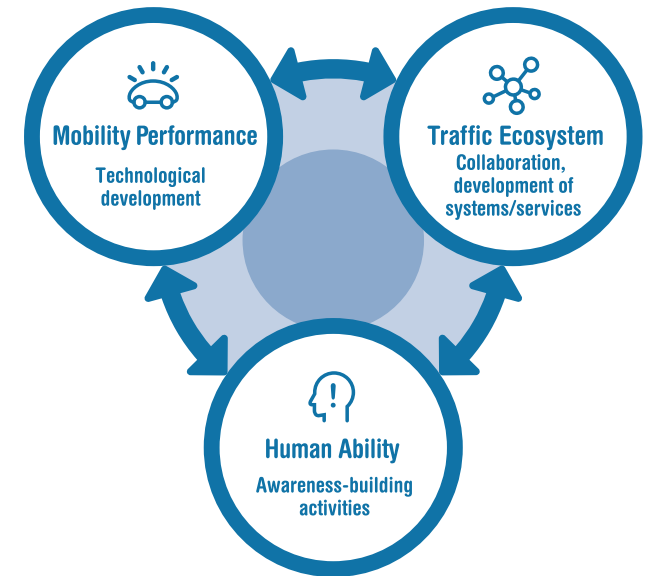 Mobility Performance
Technological
development
Traffic Ecosystem
Collaboration,
development of
systems/services
Human Ability
Awareness-building
activities